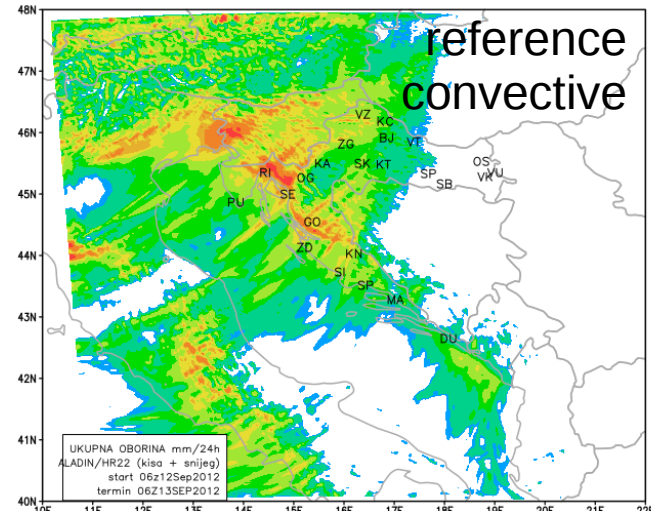 reference
convective
48N
47N
46N
45N
44N
43N
42N
41N
40N
VZ
KC
ZG
BJ
VT
OS
RI
OG
KA
SK
KT
SP
SB
VK
VU
PU
SE
GO
ZD
KN
SI
SP
MA
DU
UKUPNA OBORINA mm/24h
ALADIN/HR22 (kisa + snijeg)
start 06z12Sep2012
termin 06Z13SEP2012